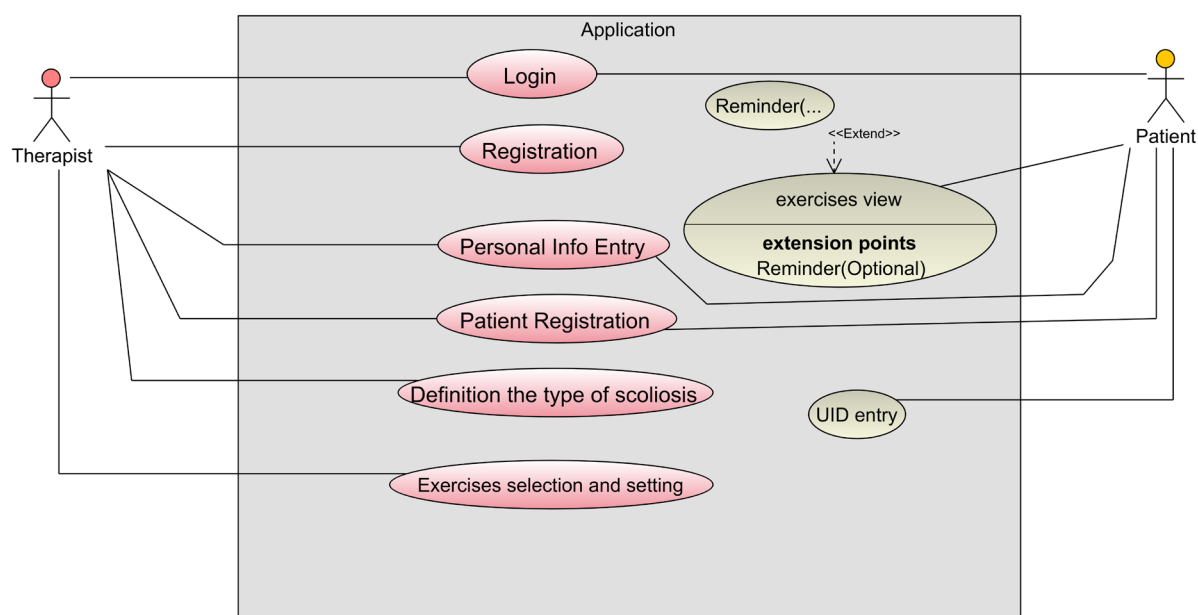 Application
Login
Reminder(...
<<Extend>>
Therapist
Patient
Registration
exercises view
extension points
Reminder(Optional)
Personal Info Entry
Patient Registration
Definition the type of scoliosis
UID entry
Exercises selection and setting